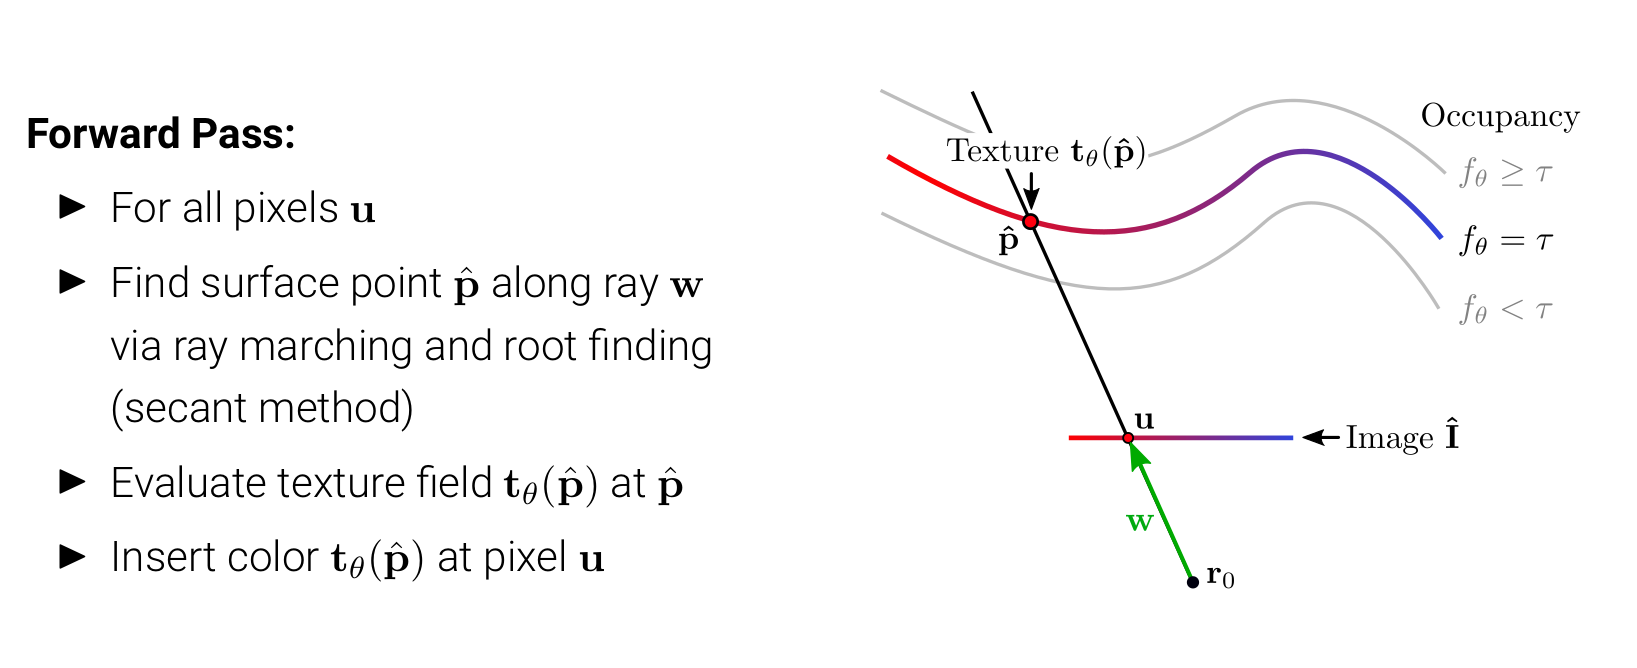 Forward Pass:
▶ For all pixels u
▶ Find surface point p̂ along ray w
via ray marching and root finding
(secant method)
▶ Evaluate texture field t_θ(p̂) at p̂
▶ Insert color t_θ(p̂) at pixel u
Occupancy
Texture t_θ(p̂)
f_θ ≥ τ
p̂
f_θ = τ
f_θ < τ
u
Image Î
w
r_0